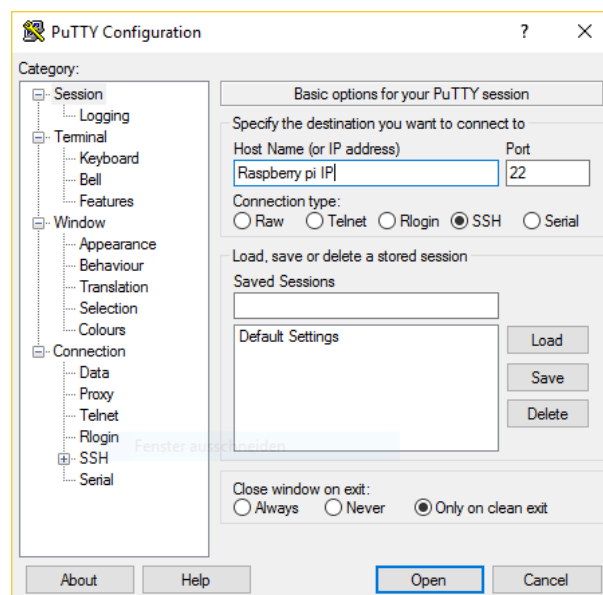 PuTTY Configuration
?
Category:
Session
Logging
Terminal
Keyboard
Bell
Features
Window
Appearance
Behaviour
Translation
Selection
Colours
Connection
Data
Proxy
Telnet
Rlogin
SSH
Serial
Fenster ausschneiden
Basic options for your PuTTY session
Specify the destination you want to connect to
Host Name (or IP address) Port
Raspberry pi IP 22
Connection type:
Raw Telnet Rlogin SSH Serial
Load, save or delete a stored session
Saved Sessions
Default Settings
Load
Save
Delete
Close window on exit:
Always Never Only on clean exit
About Help Open Cancel